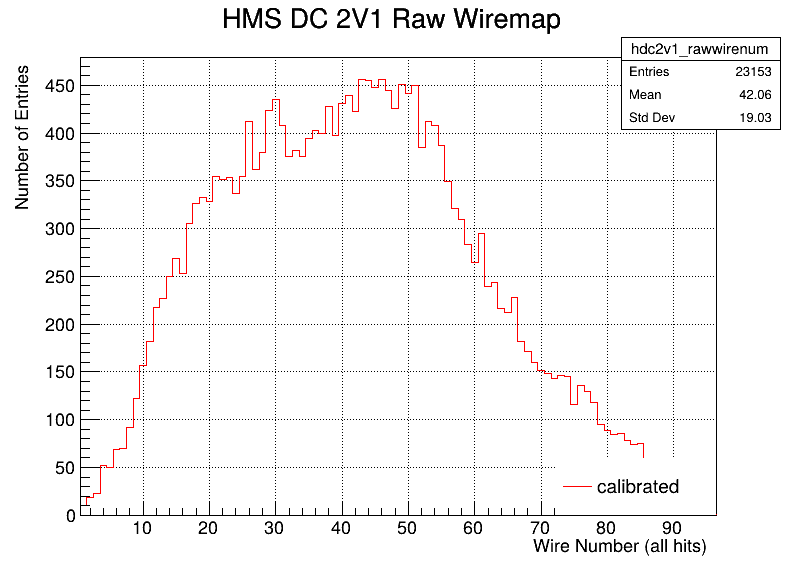 HMS DC 2V1 Raw Wiremap
hdc2v1_rawwirenum
Entries 23153
Mean 42.06
Std Dev 19.03
Number of Entries
450
400
350
300
250
200
150
100
50
0
calibrated
10 20 30 40 50 60 70 80 90
Wire Number (all hits)